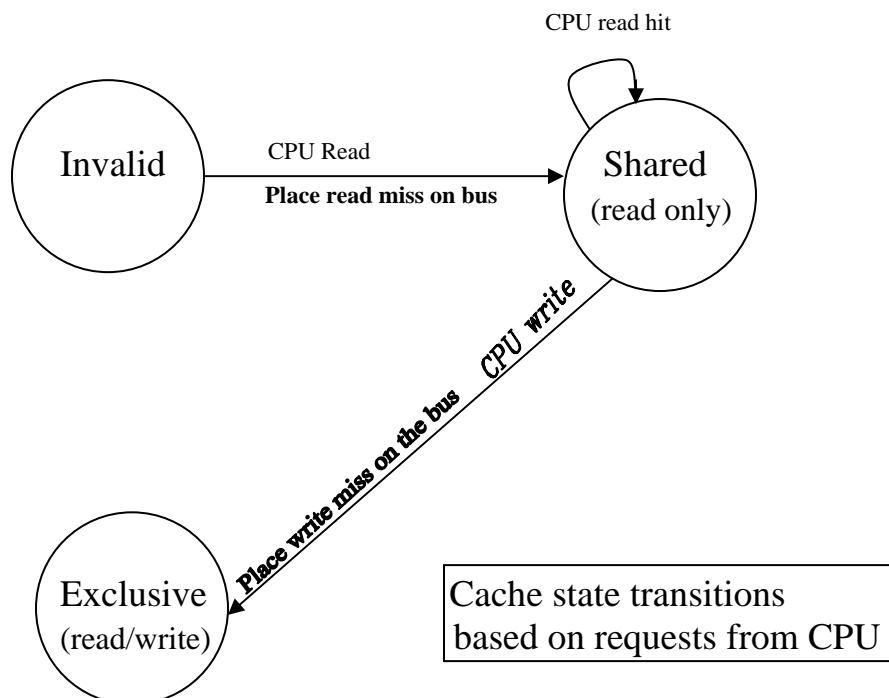 CPU read hit
Invalid
CPU Read
Place read miss on bus
Shared
(read only)
CPU write
Place write miss on the bus
Exclusive
(read/write)
Cache state transitions
based on requests from CPU